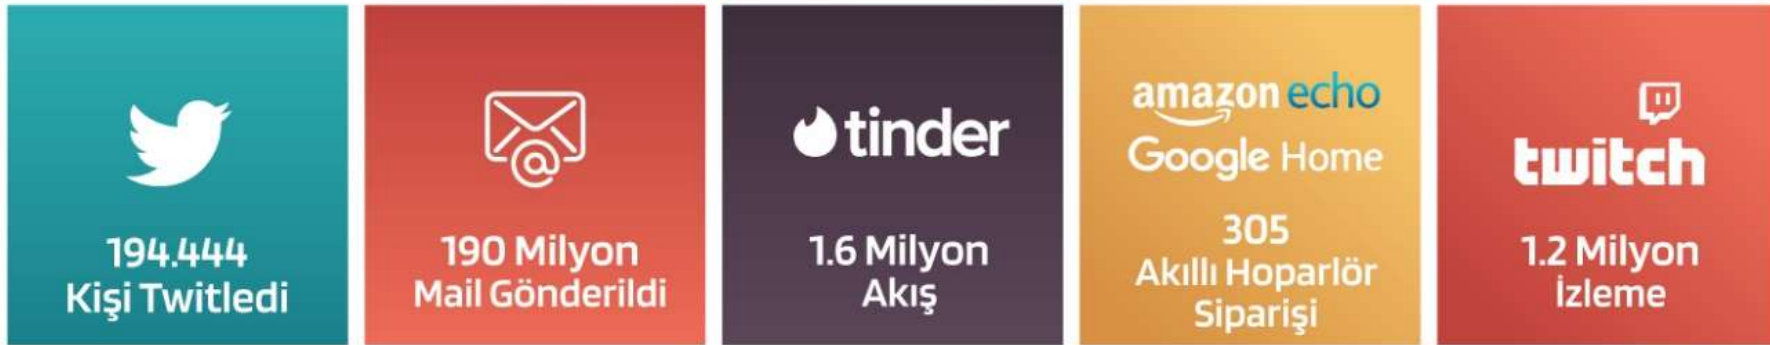 194.444
Kişi Twitledi
@
190 Milyon
Mail Gönderildi
tinder
1.6 Milyon
Akış
amazon echo
Google Home
305
Akıllı Hoparlör
Siparişi
twitch
1.2 Milyon
İzleme